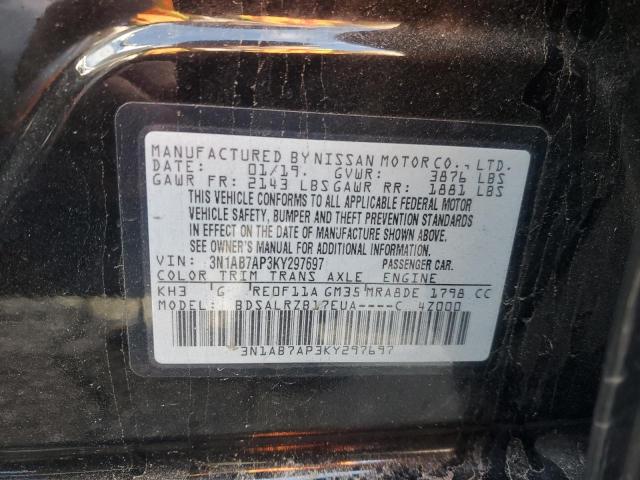 MANUFACTURED BY NISSAN MOTOR CO., LTD.
DATE: 01/19. GVWR: 3876 LBS
GAWR FR: 2143 LBS GAWR RR: 1881 LBS
THIS VEHICLE CONFORMS TO ALL APPLICABLE FEDERAL MOTOR
VEHICLE SAFETY, BUMPER AND THEFT PREVENTION STANDARDS
IN EFFECT ON THE DATE OF MANUFACTURE SHOWN ABOVE.
SEE OWNER'S MANUAL FOR ADDITIONAL INFORMATION.
VIN: 3N1AB7AP3KY297697 PASSENGER CAR.
COLOR TRIM TRANS AXLE ENGINE
KH3 G RE0F11A GM35 MRA8DE 1798 CC
MODEL: BDSALRZB17EUA----C 4Z000
3N1AB7AP3KY297697